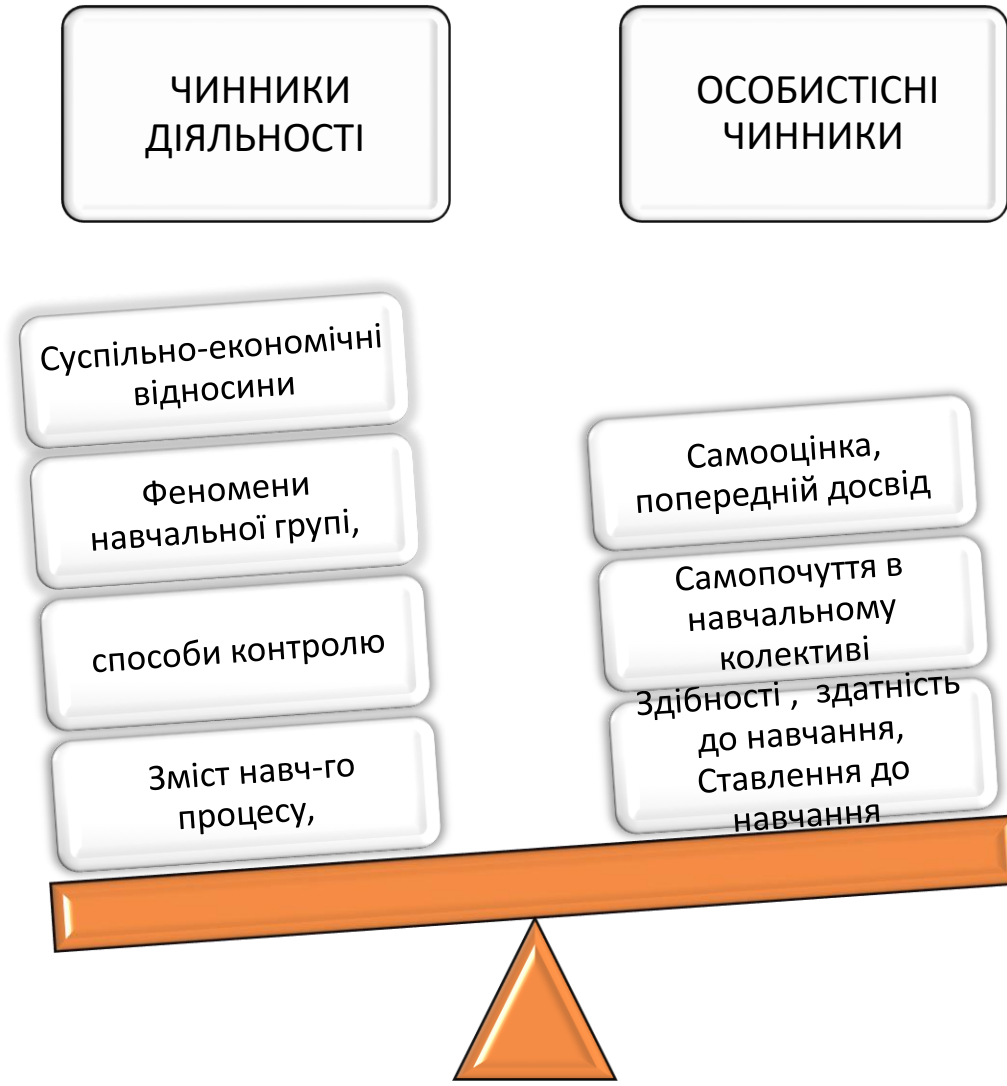 ЧИННИКИ
ДІЯЛЬНОСТІ
ОСОБИСТІСНІ
ЧИННИКИ
Суспільно-економічні
відносини
Феномени
навчальної групі,
способи контролю
Зміст навч-го
процесу,
Самооцінка,
попередній досвід
Самопочуття в
навчальному
колективі
Здібності , здатність
до навчання,
Ставлення до
навчання